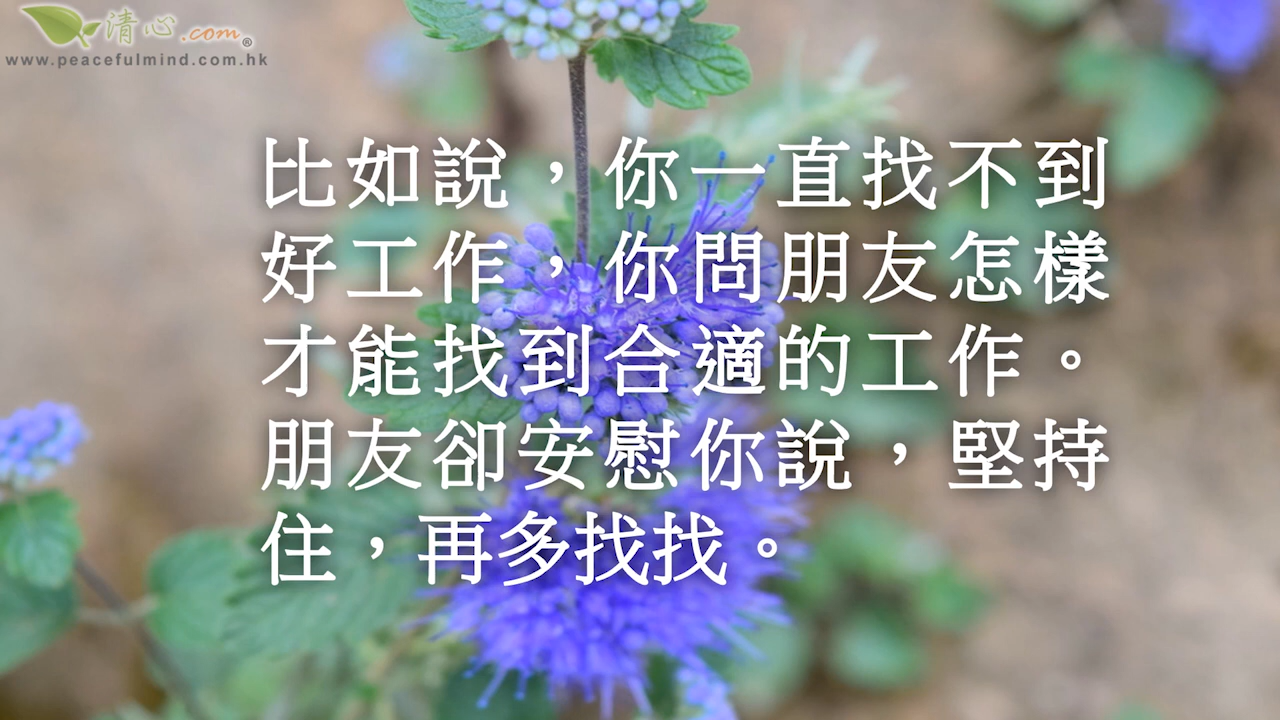 清心.com®
www.peacefulmind.com.hk
比如說，你一直找不到
好工作，你問朋友怎樣
才能找到合適的工作。
朋友卻安慰你說，堅持
住，再多找找。